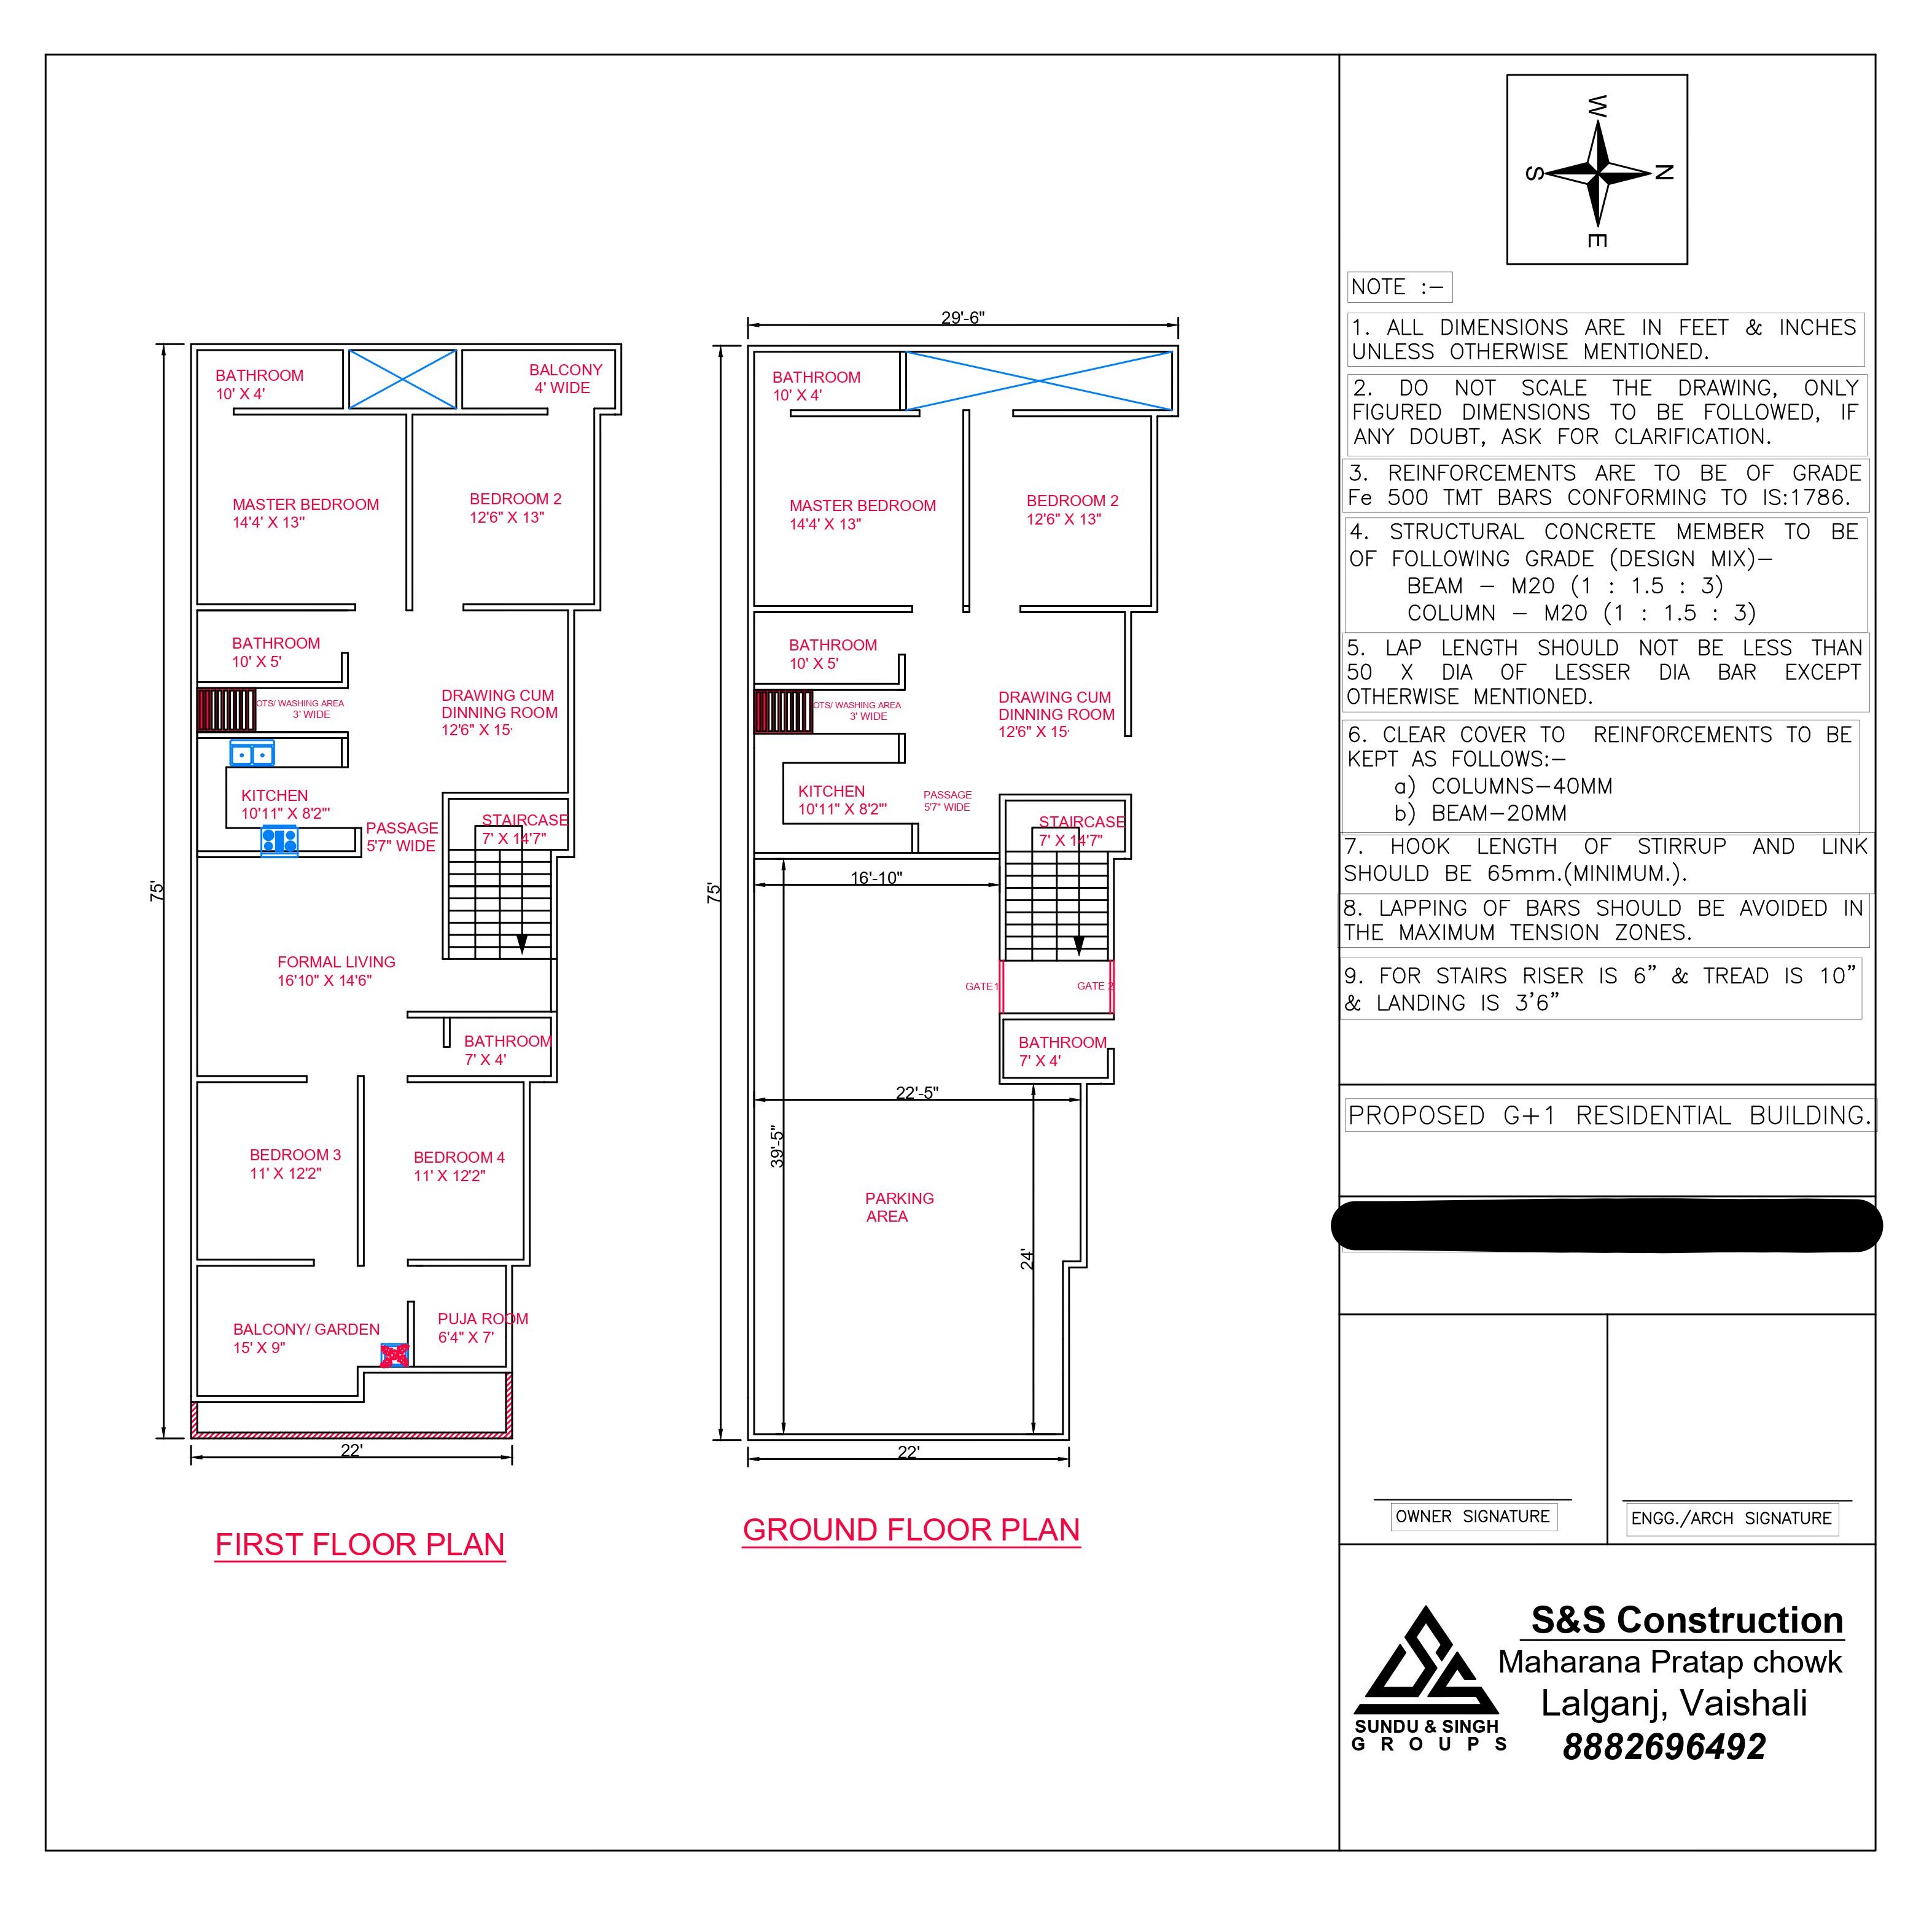 BATHROOM
10' X 4'
BALCONY
4' WIDE
MASTER BEDROOM
14'4' X 13"
BEDROOM 2
12'6" X 13"
BATHROOM
10' X 5'
OTS/ WASHING AREA
3' WIDE
DRAWING CUM
DINNING ROOM
12'6" X 15'
KITCHEN
10'11" X 8'2"'
PASSAGE
5'7" WIDE
STAIRCASE
7' X 14'7"
75'
FORMAL LIVING
16'10" X 14'6"
BATHROOM
7' X 4'
BEDROOM 3
11' X 12'2"
BEDROOM 4
11' X 12'2"
BALCONY/ GARDEN
15' X 9"
PUJA ROOM
6'4" X 7'
22'
FIRST FLOOR PLAN
29'-6"
BATHROOM
10' X 4'
MASTER BEDROOM
14'4' X 13"
BEDROOM 2
12'6" X 13"
BATHROOM
10' X 5'
OTS/ WASHING AREA
3' WIDE
DRAWING CUM
DINNING ROOM
12'6" X 15'
KITCHEN
10'11" X 8'2"'
PASSAGE
5'7" WIDE
STAIRCASE
7' X 14'7"
16'-10"
75'
GATE1
GATE 2
BATHROOM
7' X 4'
22'-5"
39'-5"
PARKING
AREA
24'
22'
GROUND FLOOR PLAN
W
S
N
E
NOTE :-
1. ALL DIMENSIONS ARE IN FEET & INCHES
UNLESS OTHERWISE MENTIONED.
2. DO NOT SCALE THE DRAWING, ONLY
FIGURED DIMENSIONS TO BE FOLLOWED, IF
ANY DOUBT, ASK FOR CLARIFICATION.
3. REINFORCEMENTS ARE TO BE OF GRADE
Fe 500 TMT BARS CONFORMING TO IS:1786.
4. STRUCTURAL CONCRETE MEMBER TO BE
OF FOLLOWING GRADE (DESIGN MIX)-
BEAM - M20 (1 : 1.5 : 3)
COLUMN - M20 (1 : 1.5 : 3)
5. LAP LENGTH SHOULD NOT BE LESS THAN
50 X DIA OF LESSER DIA BAR EXCEPT
OTHERWISE MENTIONED.
6. CLEAR COVER TO REINFORCEMENTS TO BE
KEPT AS FOLLOWS:-
a) COLUMNS-40MM
b) BEAM-20MM
7. HOOK LENGTH OF STIRRUP AND LINK
SHOULD BE 65mm.(MINIMUM.).
8. LAPPING OF BARS SHOULD BE AVOIDED IN
THE MAXIMUM TENSION ZONES.
9. FOR STAIRS RISER IS 6" & TREAD IS 10"
& LANDING IS 3'6"
PROPOSED G+1 RESIDENTIAL BUILDING.
OWNER SIGNATURE
ENGG./ARCH SIGNATURE
SUNDU & SINGH
GROUPS
S&S Construction
Maharana Pratap chowk
Lalganj, Vaishali
8882696492